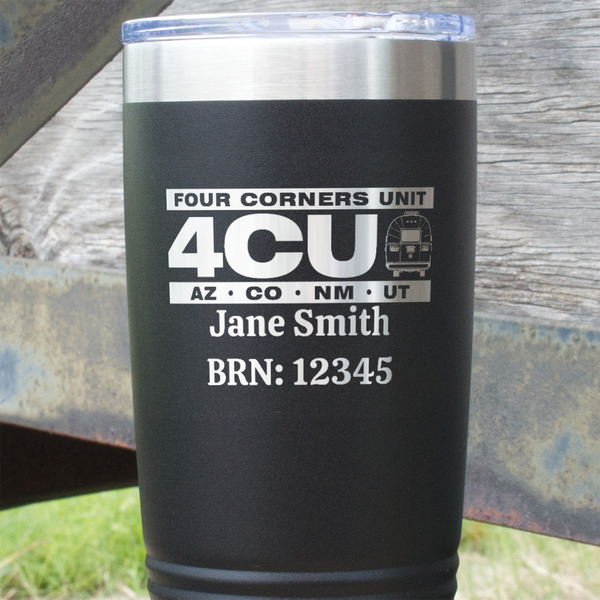 FOUR CORNERS UNIT
4CU
AZ • CO • NM • UT
Jane Smith
BRN: 12345